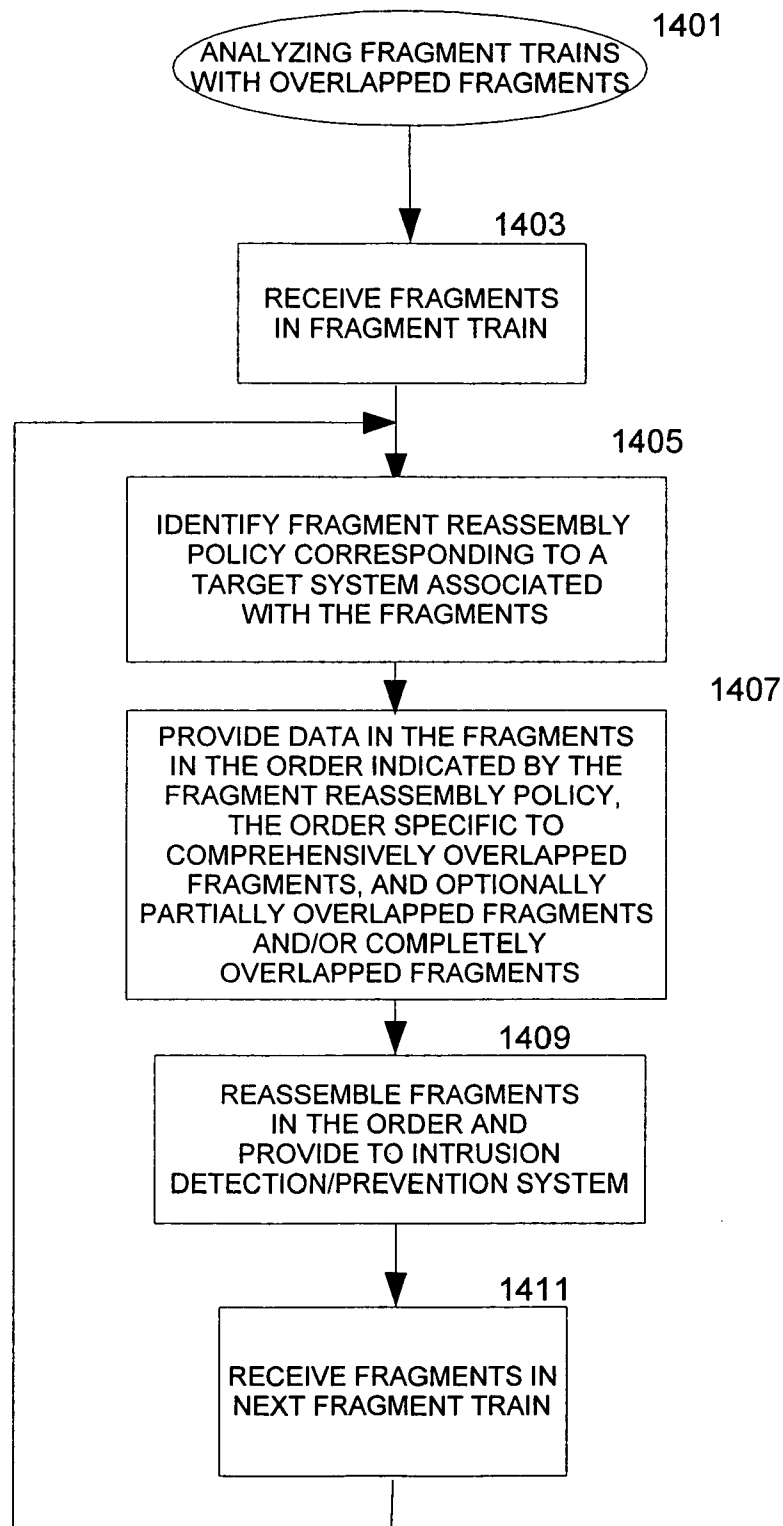 1401
ANALYZING FRAGMENT TRAINS
WITH OVERLAPPED FRAGMENTS
1403
RECEIVE FRAGMENTS
IN FRAGMENT TRAIN
1405
IDENTIFY FRAGMENT REASSEMBLY
POLICY CORRESPONDING TO A
TARGET SYSTEM ASSOCIATED
WITH THE FRAGMENTS
1407
PROVIDE DATA IN THE FRAGMENTS
IN THE ORDER INDICATED BY THE
FRAGMENT REASSEMBLY POLICY,
THE ORDER SPECIFIC TO
COMPREHENSIVELY OVERLAPPED
FRAGMENTS, AND OPTIONALLY
PARTIALLY OVERLAPPED FRAGMENTS
AND/OR COMPLETELY
OVERLAPPED FRAGMENTS
1409
REASSEMBLE FRAGMENTS
IN THE ORDER AND
PROVIDE TO INTRUSION
DETECTION/PREVENTION SYSTEM
1411
RECEIVE FRAGMENTS IN
NEXT FRAGMENT TRAIN